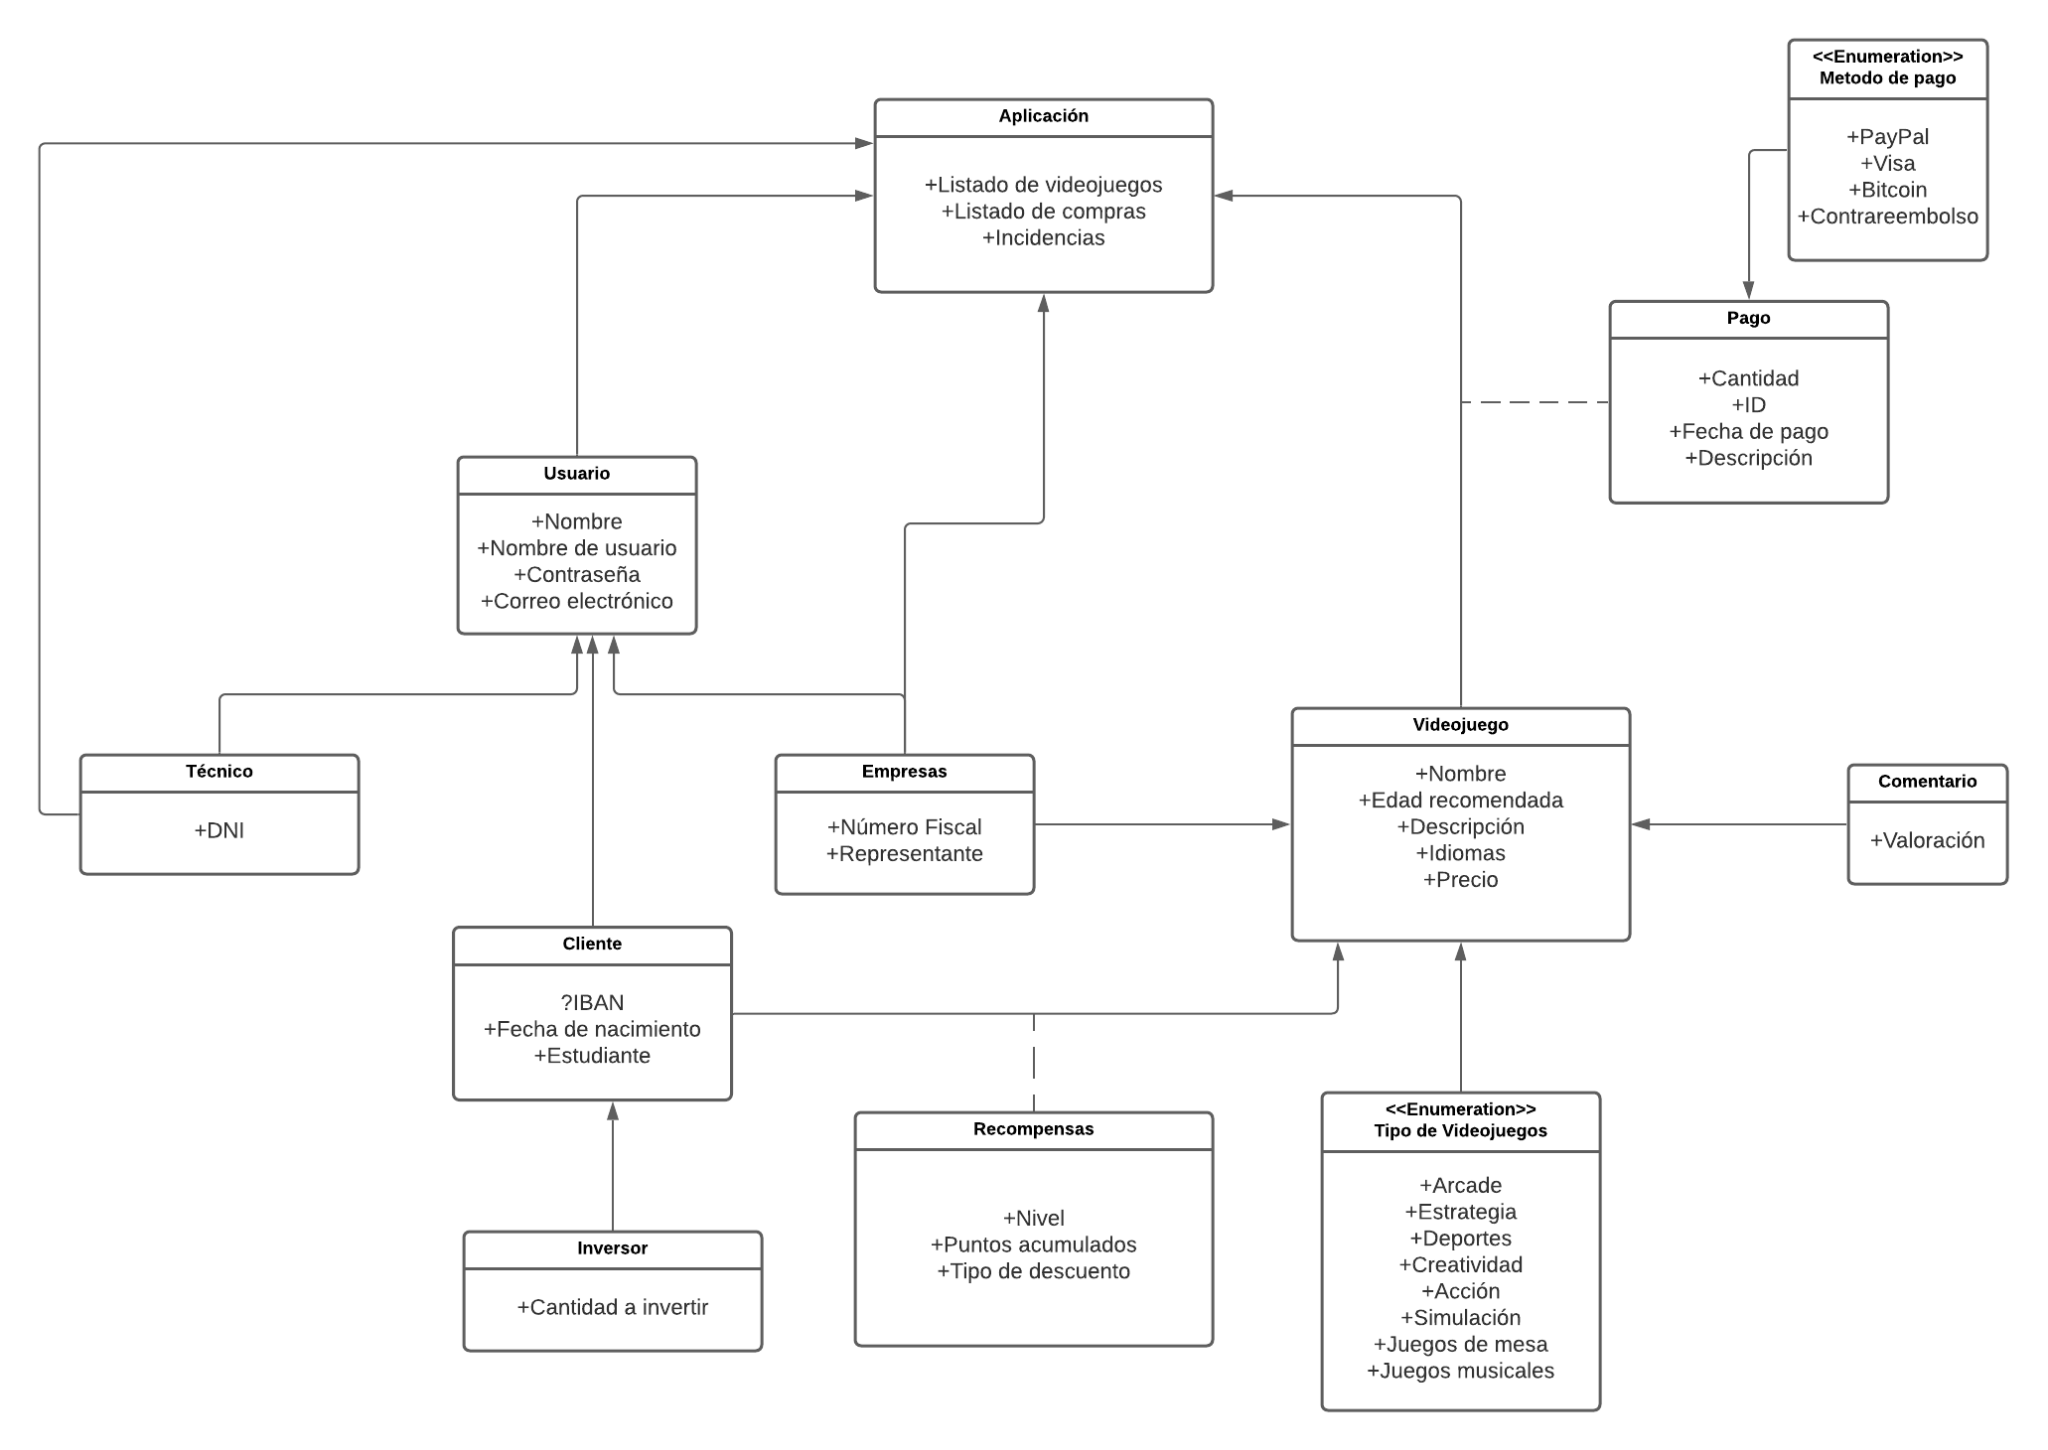 <<Enumeration>>
Metodo de pago
+PayPal
+Visa
+Bitcoin
+Contrareembolso
Aplicación
+Listado de videojuegos
+Listado de compras
+Incidencias
Pago
+Cantidad
+ID
+Fecha de pago
+Descripción
Usuario
+Nombre
+Nombre de usuario
+Contraseña
+Correo electrónico
Técnico
+DNI
Empresas
+Número Fiscal
+Representante
Videojuego
+Nombre
+Edad recomendada
+Descripción
+Idiomas
+Precio
Comentario
+Valoración
Cliente
?IBAN
+Fecha de nacimiento
+Estudiante
Recompensas
+Nivel
+Puntos acumulados
+Tipo de descuento
<<Enumeration>>
Tipo de Videojuegos
+Arcade
+Estrategia
+Deportes
+Creatividad
+Acción
+Simulación
+Juegos de mesa
+Juegos musicales
Inversor
+Cantidad a invertir